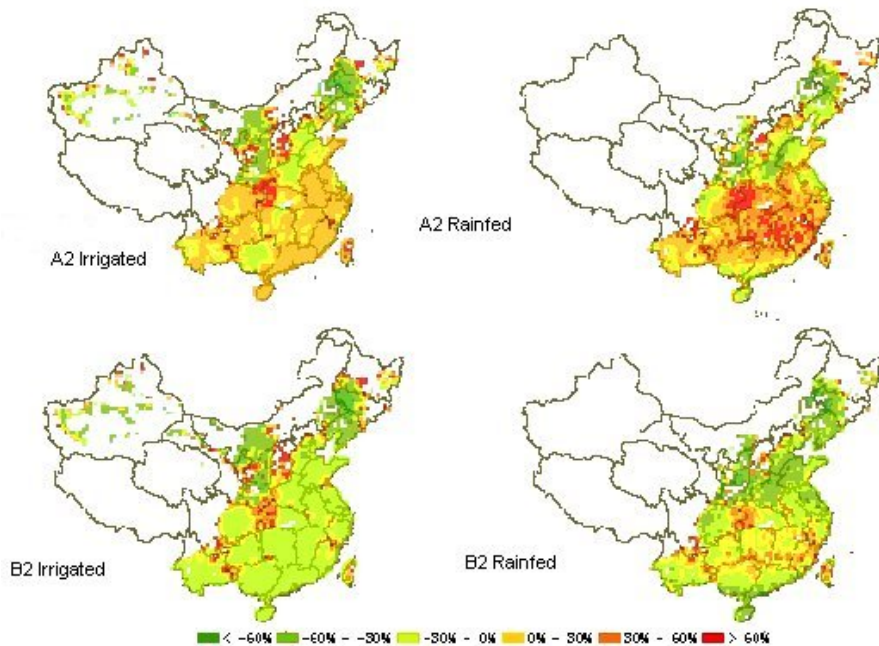 A2 Irrigated
A2 Rainfed
B2 Irrigated
B2 Rainfed
< -60% -60% - -30% -30% - 0% 0% - 30% 30% - 60% > 60%